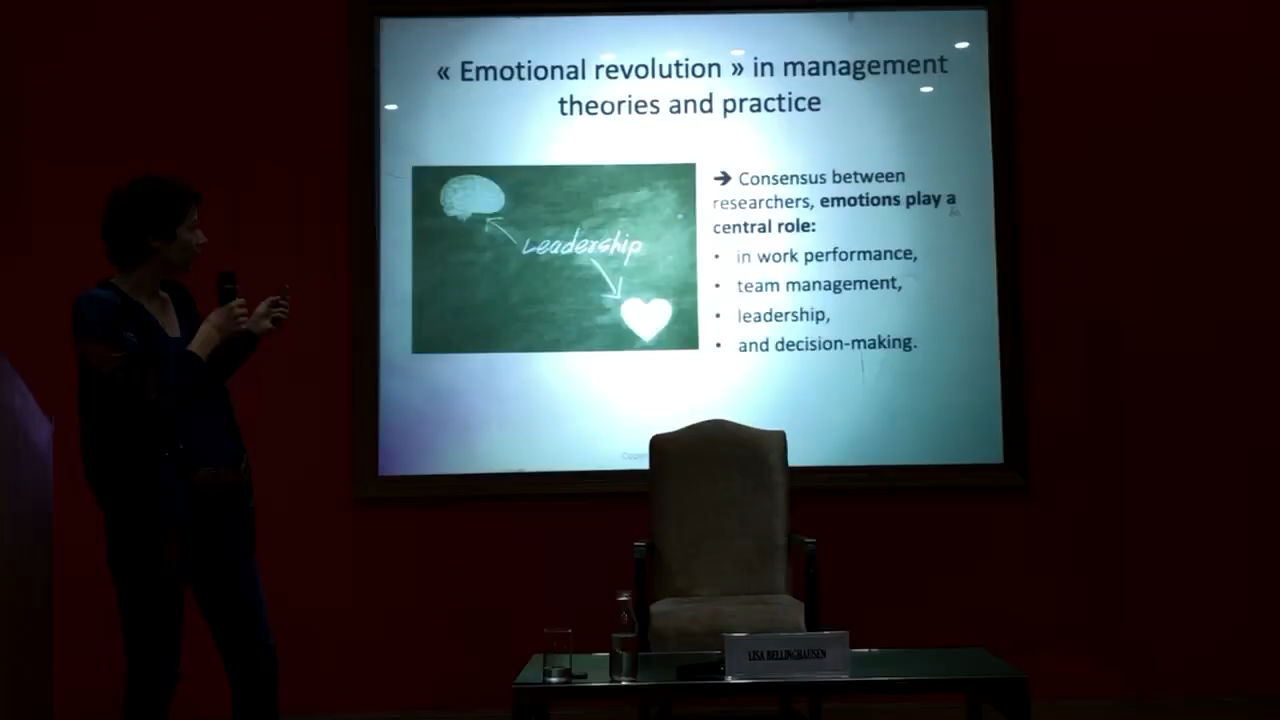 « Emotional revolution » in management
theories and practice
➔ Consensus between
researchers, emotions play a
central role:
• in work performance,
• team management,
• leadership,
• and decision-making.
Leadership
LISA BELLINGHAUSEN